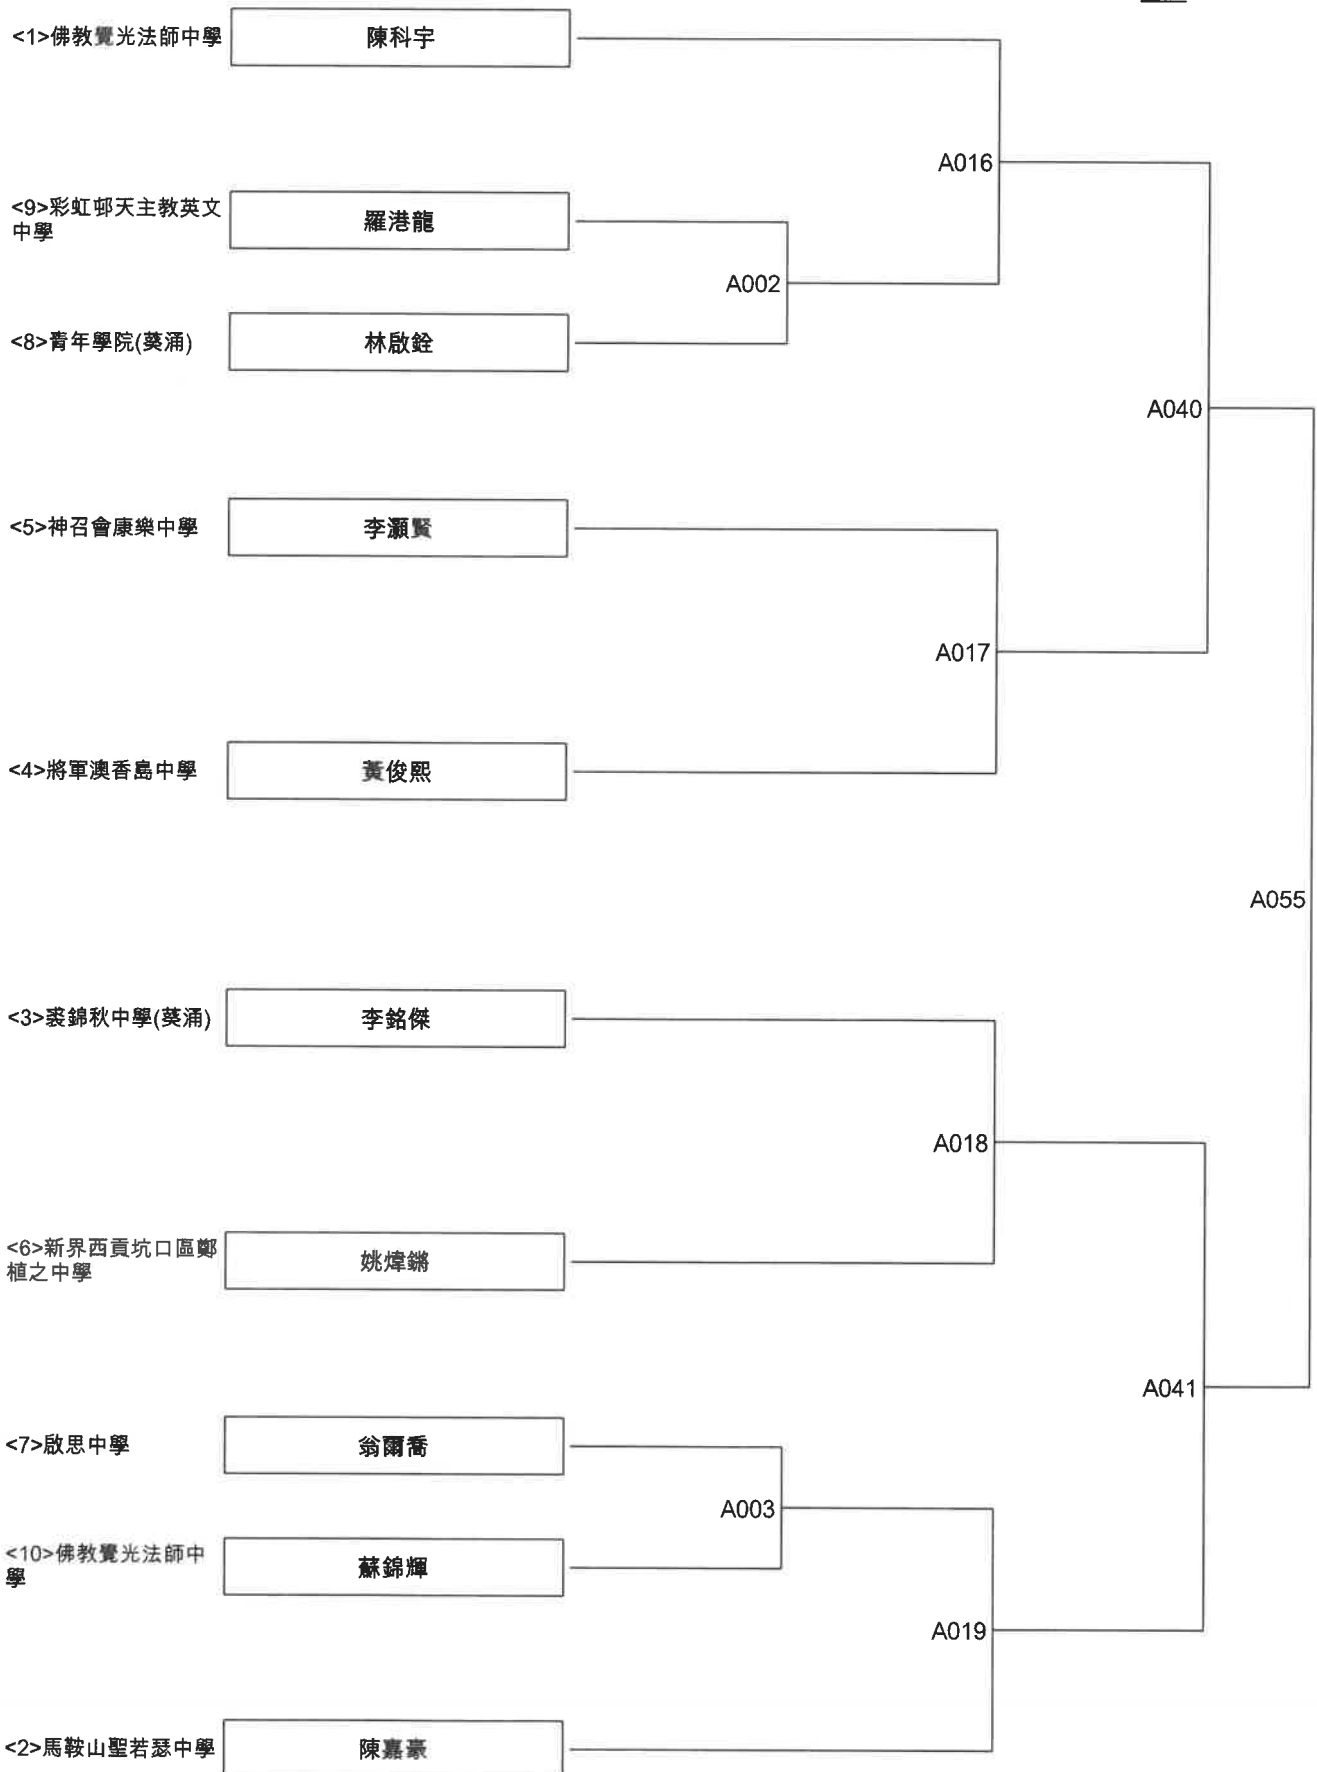 <1>佛教覺光法師中學
陳科宇
A016
<9>彩虹邨天主教英文
中學
羅港龍
A002
<8>青年學院(葵涌)
林啟銓
A040
<5>神召會康樂中學
李灝賢
A017
<4>將軍澳香島中學
黃俊熙
A055
<3>裘錦秋中學(葵涌)
李銘傑
A018
<6>新界西貢坑口區鄭
植之中學
姚煒鏘
A041
<7>啟思中學
翁爾喬
A003
<10>佛教覺光法師中
學
蘇錦輝
A019
<2>馬鞍山聖若瑟中學
陳嘉豪